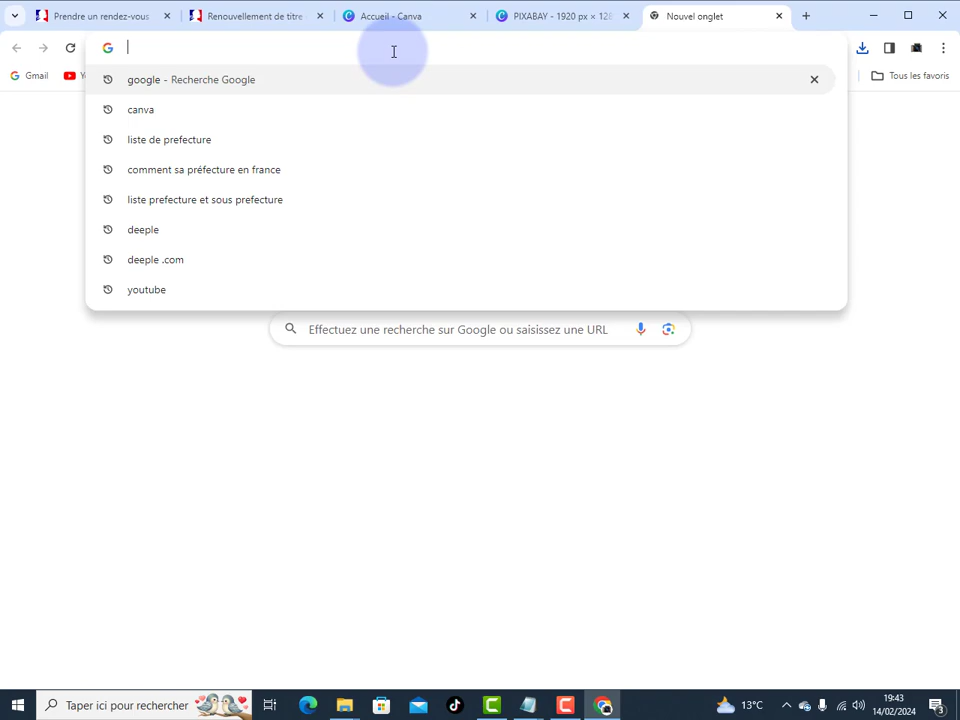 Prendre un rendez-vous
Renouvellement de titre
Accueil - Canva
PIXABAY - 1920 px × 128
Nouvel onglet
Gmail
Tous les favoris
google - Recherche Google
canva
liste de prefecture
comment sa préfecture en france
liste prefecture et sous prefecture
deeple
deeple .com
youtube
Effectuez une recherche sur Google ou saisissez une URL
Taper ici pour rechercher
13°C
19:43
14/02/2024
3